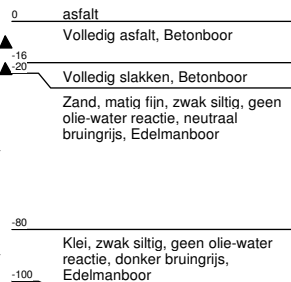 0 asfalt
Volledig asfalt, Betonboor
-16
-20
Volledig slakken, Betonboor
Zand, matig fijn, zwak siltig, geen
olie-water reactie, neutraal
bruingrijs, Edelmanboor
-80
Klei, zwak siltig, geen olie-water
reactie, donker bruingrijs,
-100 Edelmanboor